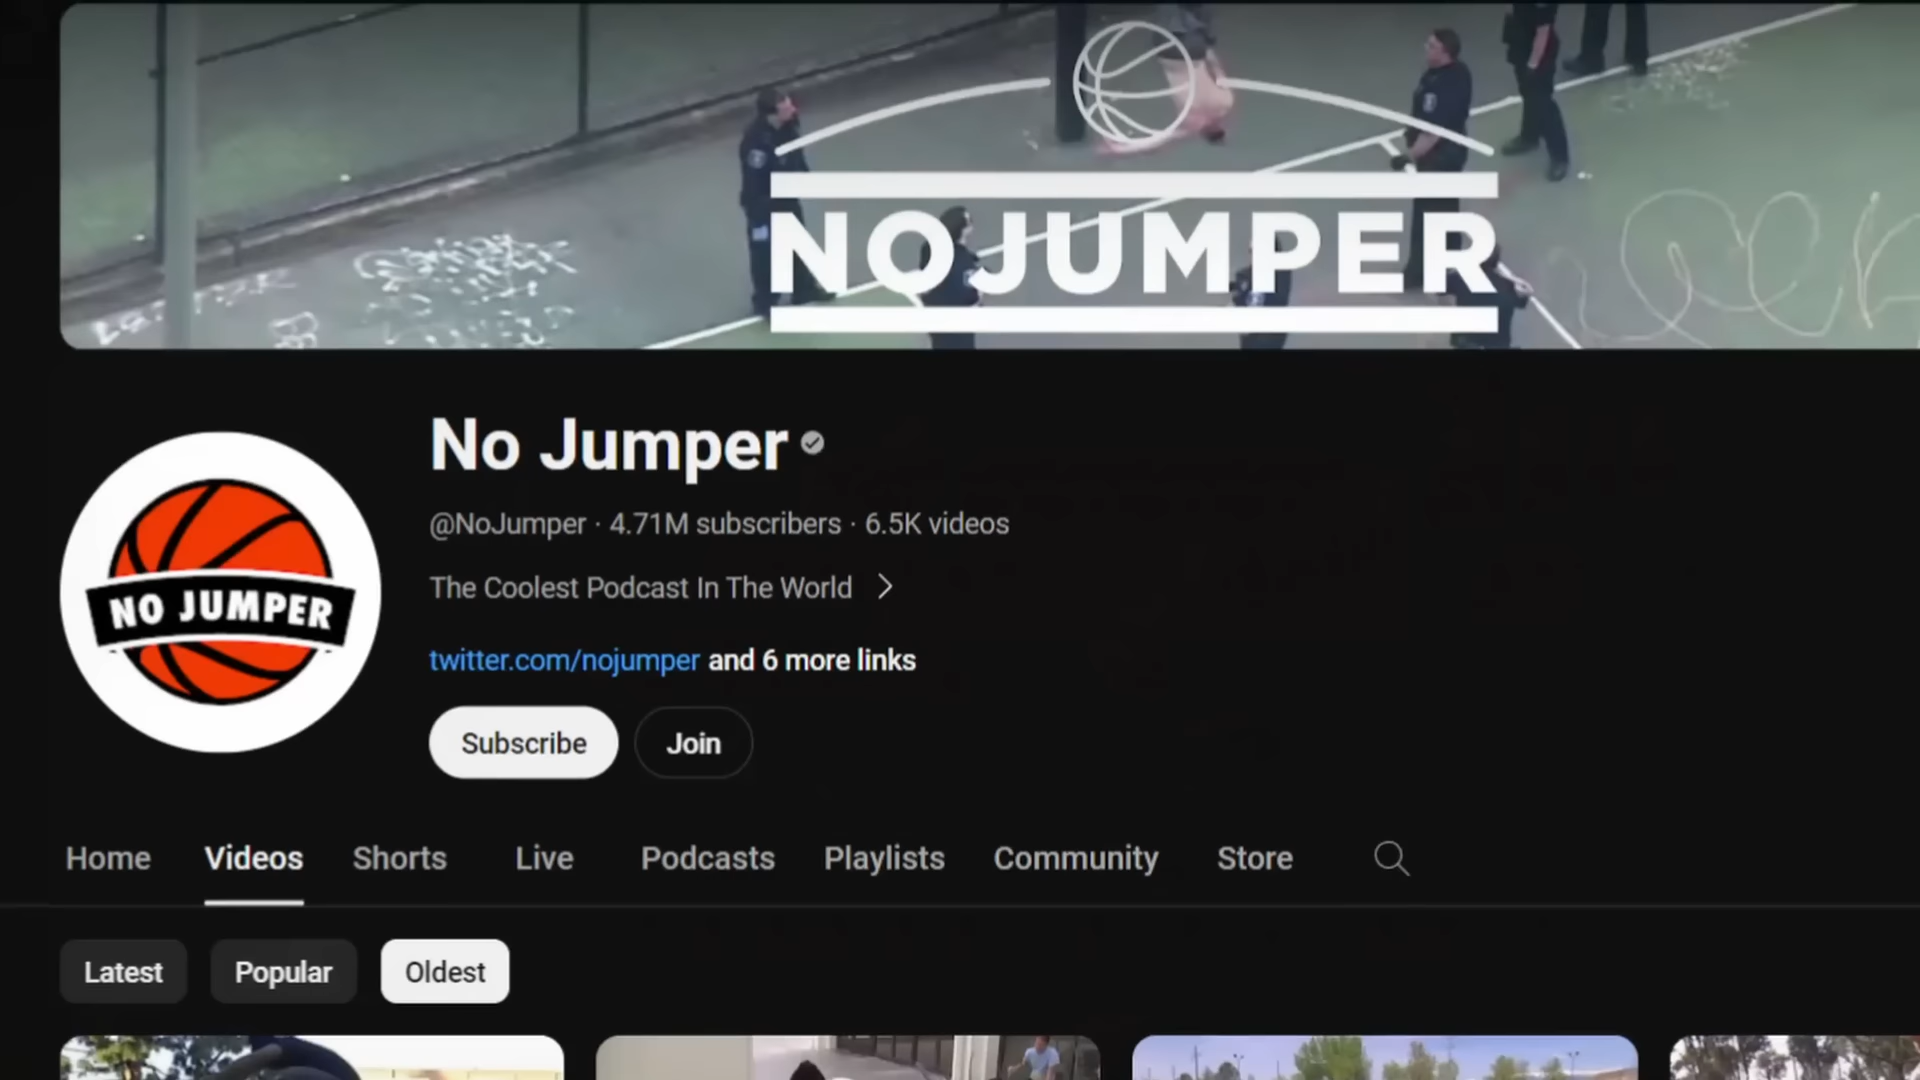 NOJUMPER
No Jumper
@NoJumper · 4.71M subscribers · 6.5K videos
NO JUMPER
The Coolest Podcast In The World
twitter.com/nojumper and 6 more links
Subscribe Join
Home Videos Shorts Live Podcasts Playlists Community Store
Latest Popular Oldest